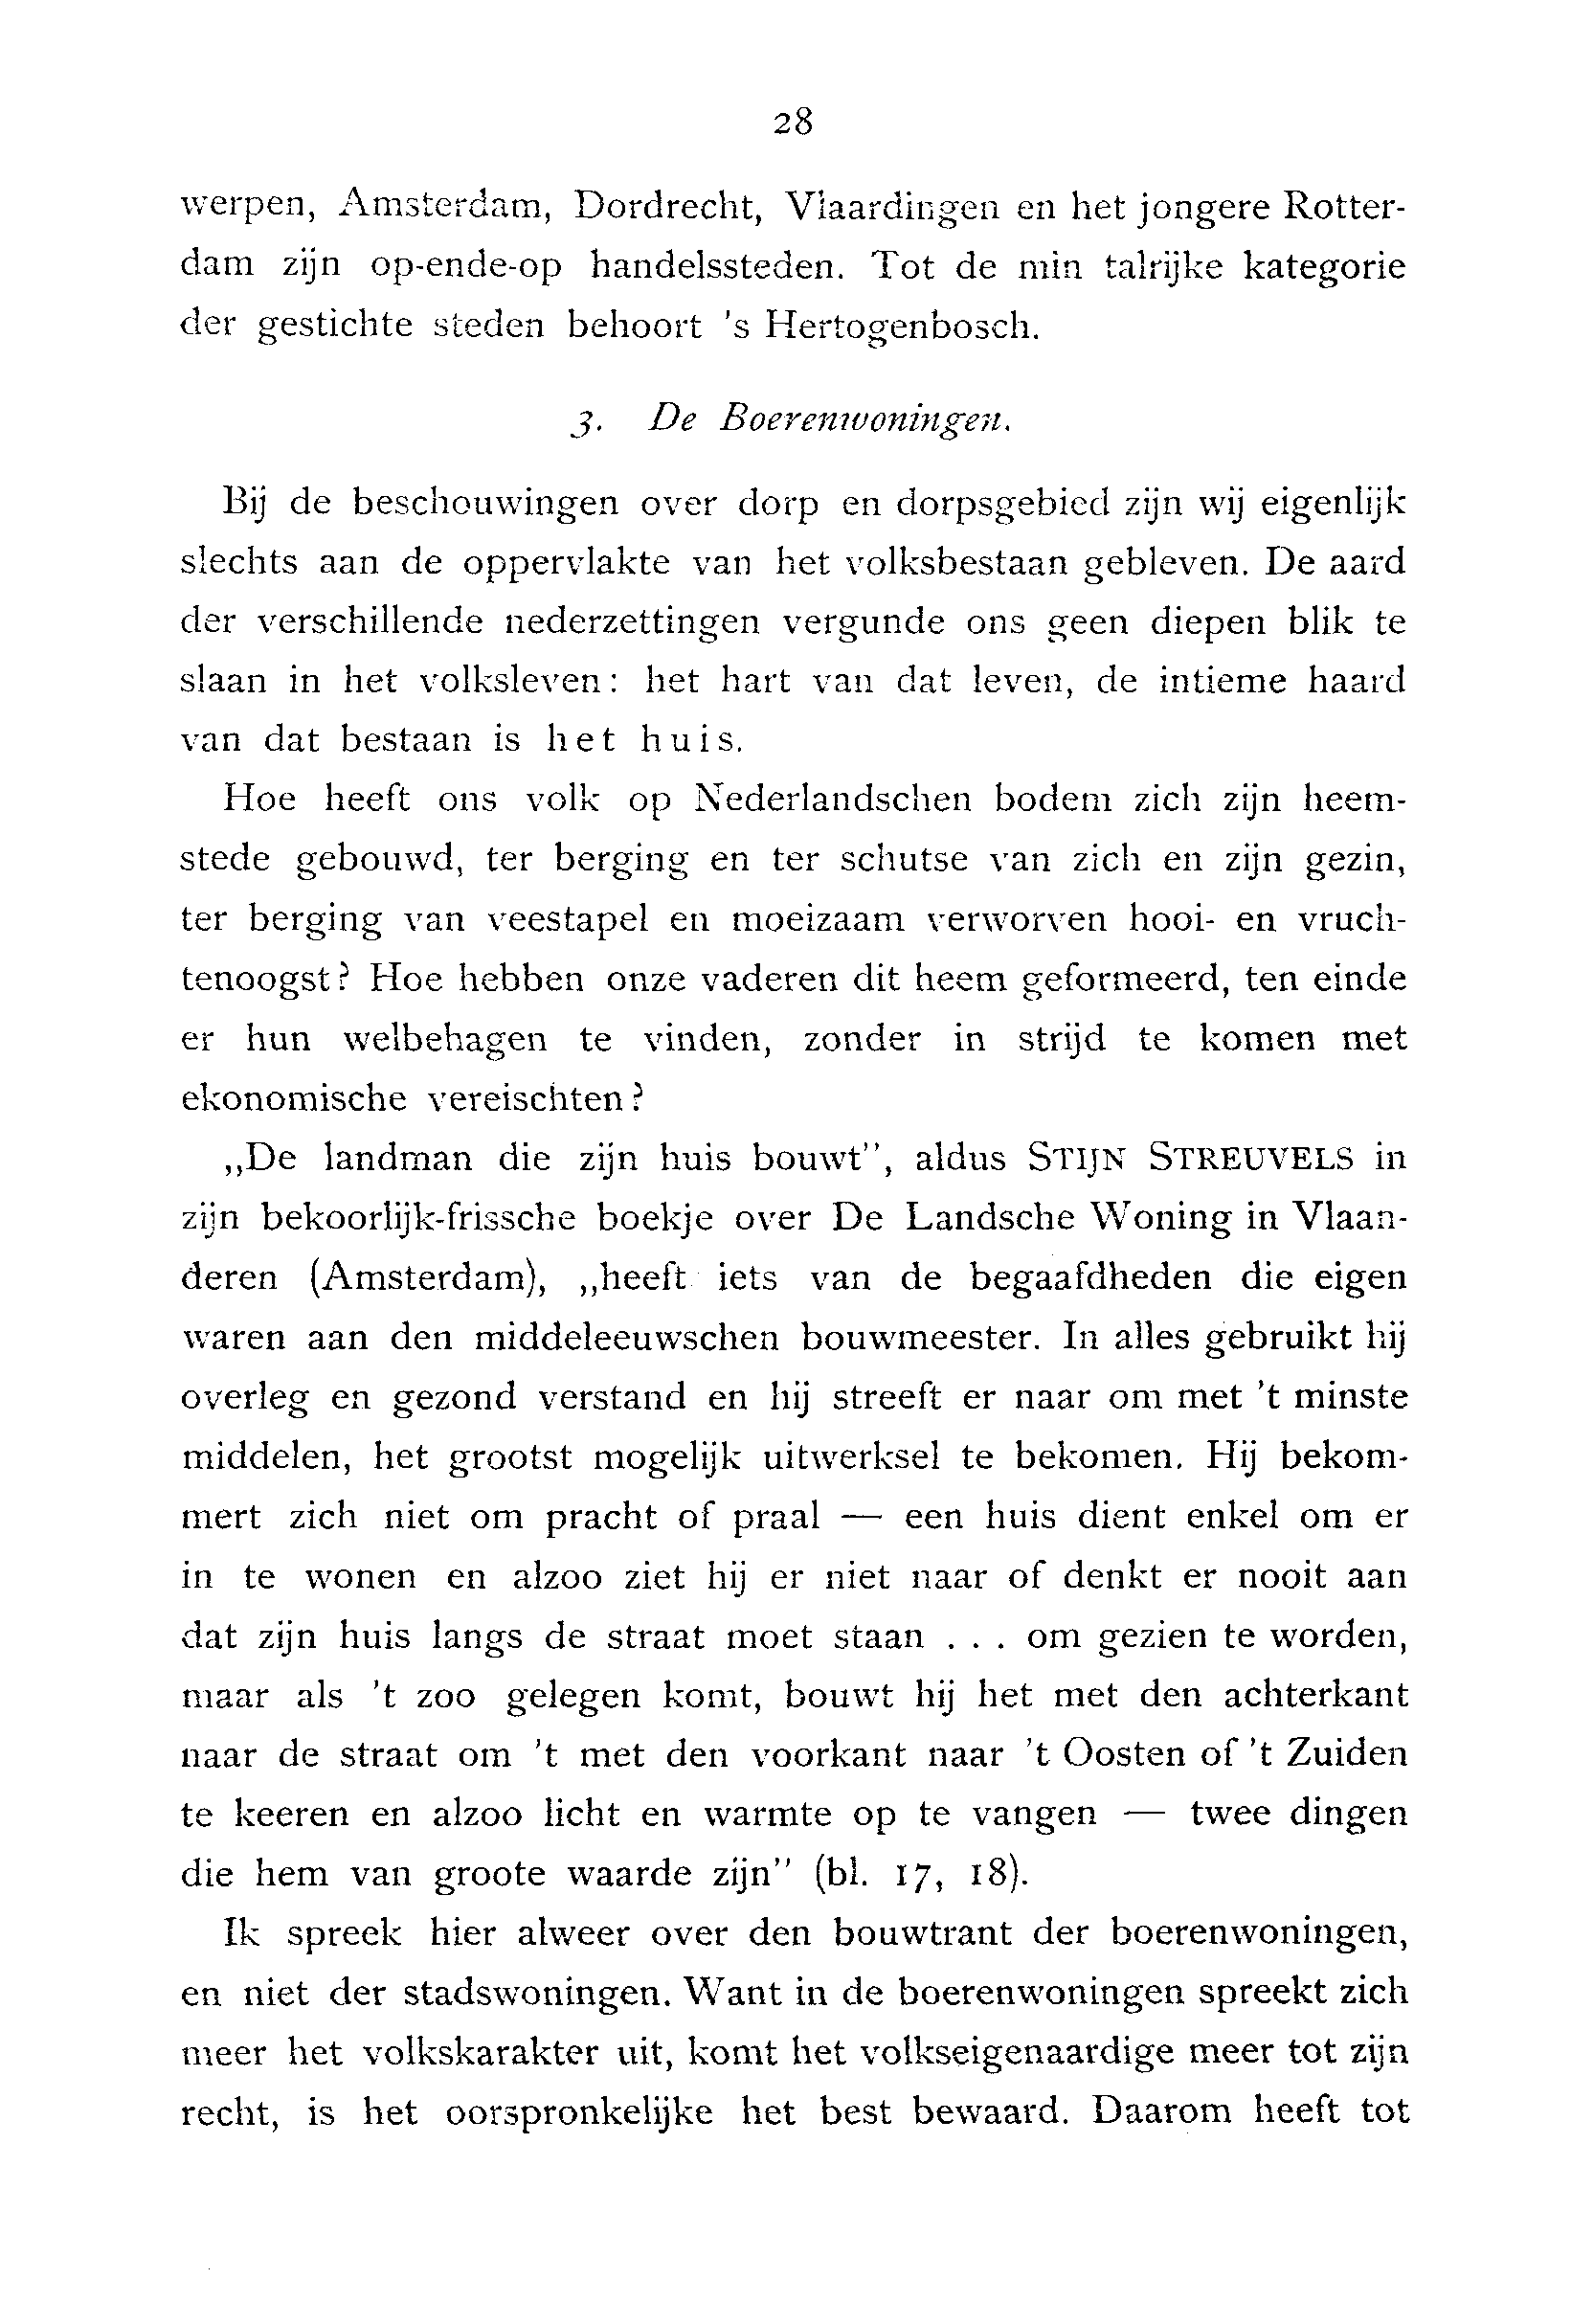 28
werpen, Amsterdam, Dordrecht, Vlaardingen en het jongere Rotter-
dam zijn op-ende-op handelssteden. Tot de min talrijke kategorie
der gestichte steden behoort 's Hertogenbosch.
3. De Boerenwoningen.
Bij de beschouwingen over dorp en dorpsgebied zijn wij eigenlijk
slechts aan de oppervlakte van het volksbestaan gebleven. De aard
der verschillende nederzettingen vergunde ons geen diepen blik te
slaan in het volksleven: het hart van dat leven, de intieme haard
van dat bestaan is het huis.
Hoe heeft ons volk op Nederlandschen bodem zich zijn heem-
stede gebouwd, ter berging en ter schutse van zich en zijn gezin,
ter berging van veestapel en moeizaam verworven hooi- en vruch-
tenoogst? Hoe hebben onze vaderen dit heem geformeerd, ten einde
er hun welbehagen te vinden, zonder in strijd te komen met
ekonomische vereischten?
„De landman die zijn huis bouwt”, aldus STIJN STREUVELS in
zijn bekoorlijk-frissche boekje over De Landsche Woning in Vlaan-
deren (Amsterdam), „heeft iets van de begaafdheden die eigen
waren aan den middeleeuwschen bouwmeester. In alles gebruikt hij
overleg en gezond verstand en hij streeft er naar om met 't minste
middelen, het grootst mogelijk uitwerksel te bekomen. Hij bekom-
mert zich niet om pracht of praal — een huis dient enkel om er
in te wonen en alzoo ziet hij er niet naar of denkt er nooit aan
dat zijn huis langs de straat moet staan . . . om gezien te worden,
maar als 't zoo gelegen komt, bouwt hij het met den achterkant
naar de straat om 't met den voorkant naar 't Oosten of 't Zuiden
te keeren en alzoo licht en warmte op te vangen — twee dingen
die hem van groote waarde zijn” (bl. 17, 18).
Ik spreek hier alweer over den bouwtrant der boerenwoningen,
en niet der stadswoningen. Want in de boerenwoningen spreekt zich
meer het volkskarakter uit, komt het volkseigenaardige meer tot zijn
recht, is het oorspronkelijke het best bewaard. Daarom heeft tot